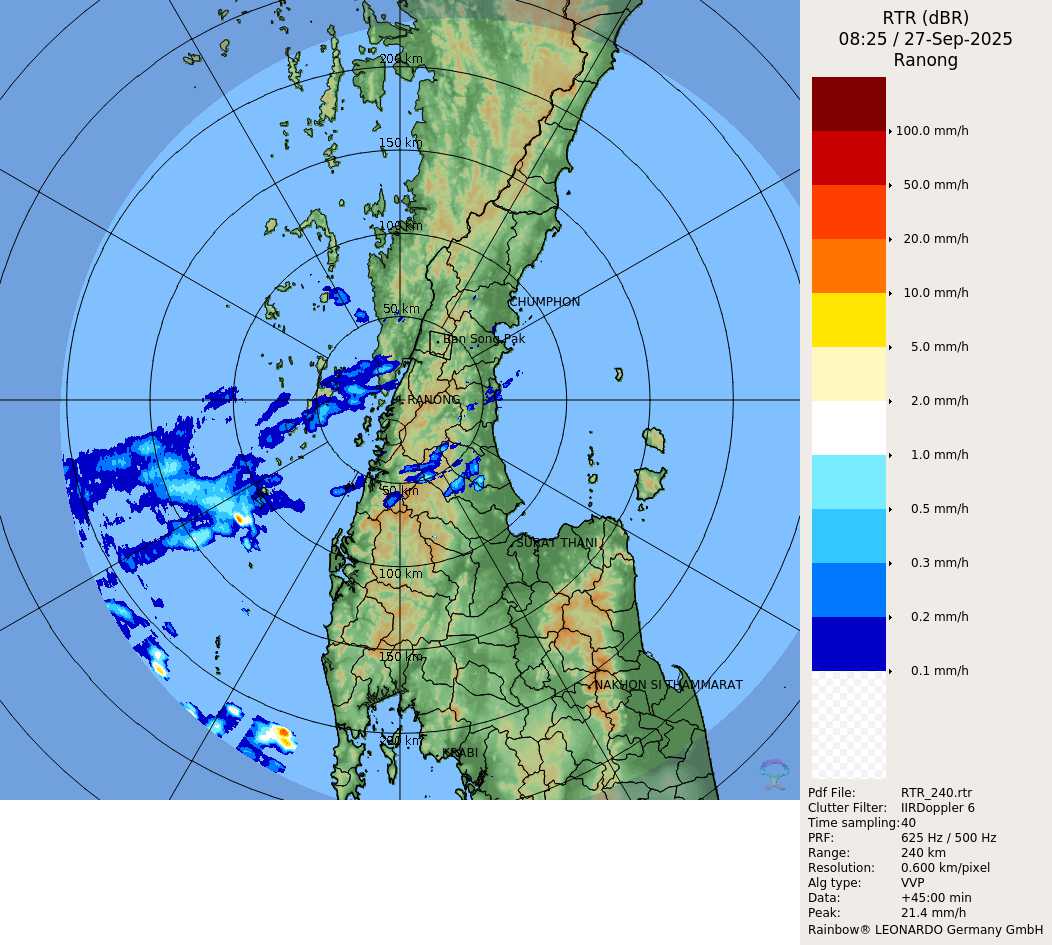 RTR (dBR)
08:25 / 27-Sep-2025
Ranong
100.0 mm/h
50.0 mm/h
20.0 mm/h
10.0 mm/h
5.0 mm/h
2.0 mm/h
1.0 mm/h
0.5 mm/h
0.3 mm/h
0.2 mm/h
0.1 mm/h
200 km
150 km
100 km
CHUMPHON
50 km
Ban Song Pak
RANONG
50 km
SURAT THANI
100 km
150 km
NAKHON SI THAMMARAT
200 km
KRABI
Pdf File: RTR_240.rtr
Clutter Filter: IIRDoppler 6
Time sampling: 40
PRF: 625 Hz / 500 Hz
Range: 240 km
Resolution: 0.600 km/pixel
Alg type: VVP
Data: +45:00 min
Peak: 21.4 mm/h
Rainbow® LEONARDO Germany GmbH